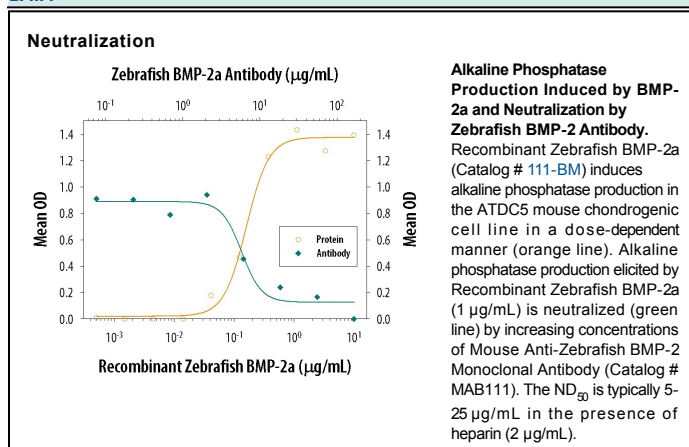 Neutralization
Zebrafish BMP-2a Antibody (µg/mL)
10-1 100 101 102
1.4 1.4
1.2 1.2
1.0 1.0
0.8 0.8
0.6 0.6
0.4 0.4
0.2 0.2
0.0 0.0
Mean OD
Mean OD
Protein
Antibody
10-3 10-2 10-1 100 101
Recombinant Zebrafish BMP-2a (µg/mL)
Alkaline Phosphatase
Production Induced by BMP-
2a and Neutralization by
Zebrafish BMP-2 Antibody.
Recombinant Zebrafish BMP-2a
(Catalog # 111-BM) induces
alkaline phosphatase production in
the ATDC5 mouse chondrogenic
cell line in a dose-dependent
manner (orange line). Alkaline
phosphatase production elicited by
Recombinant Zebrafish BMP-2a
(1 µg/mL) is neutralized (green
line) by increasing concentrations
of Mouse Anti-Zebrafish BMP-2
Monoclonal Antibody (Catalog #
MAB111). The ND50 is typically 5-
25 µg/mL in the presence of
heparin (2 µg/mL).